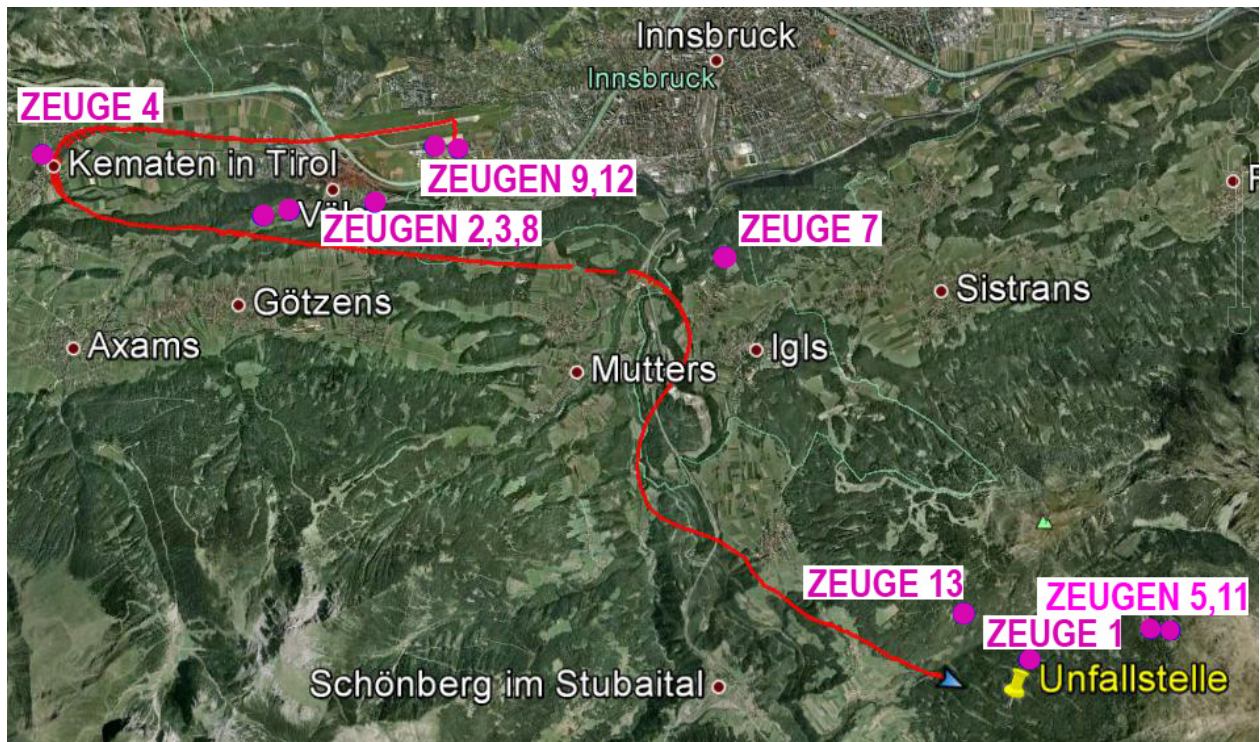 Innsbruck
Innsbruck
ZEUGE 4
Kematen in Tirol
ZEUGEN 9,12
ZEUGEN 2,3,8
ZEUGE 7
Götzens
Sistrans
Axams
Mutters
Igls
ZEUGE 13
ZEUGEN 5,11
ZEUGE 1
Schönberg im Stubaital
Unfallstelle